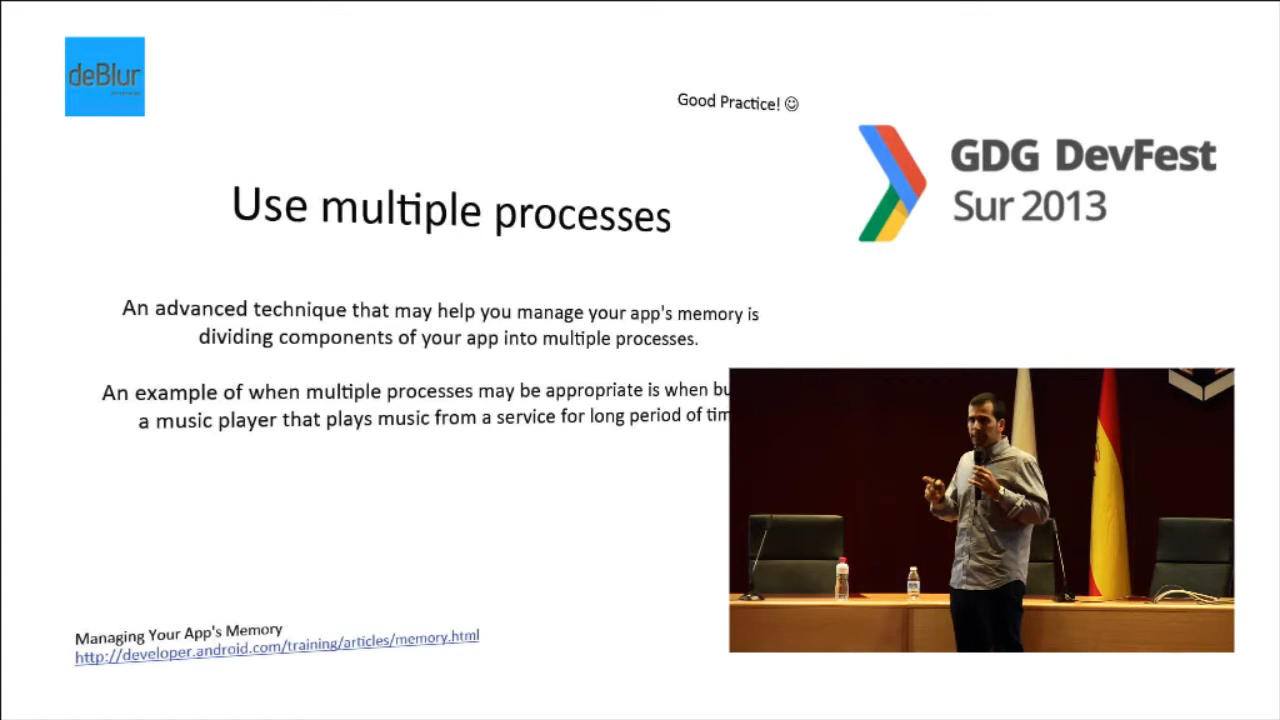 deBlur
Good Practice! ☺
GDG DevFest
Sur 2013
Use multiple processes
An advanced technique that may help you manage your app's memory is
dividing components of your app into multiple processes.
An example of when multiple processes may be appropriate is when bu
a music player that plays music from a service for long period of tim
Managing Your App's Memory
http://developer.android.com/training/articles/memory.html